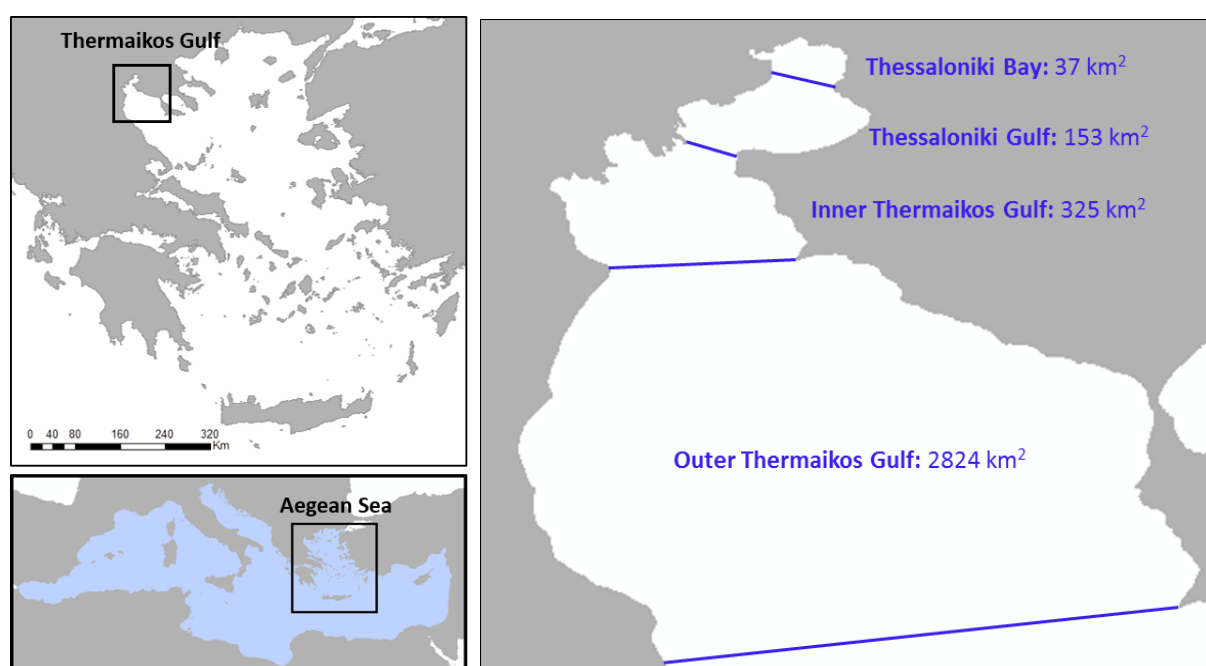 Thermaikos Gulf
0 40 80 160 240 320
Km
Aegean Sea
Thessaloniki Bay: 37 km²
Thessaloniki Gulf: 153 km²
Inner Thermaikos Gulf: 325 km²
Outer Thermaikos Gulf: 2824 km²